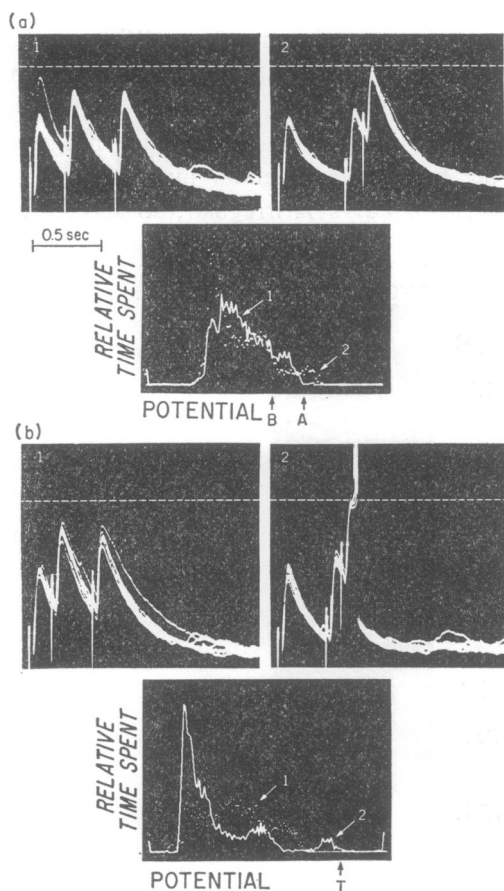 (a)
1
2
0.5 sec
RELATIVE
TIME SPENT
1
2
POTENTIAL
B
A
(b)
1
2
RELATIVE
TIME SPENT
1
2
POTENTIAL
T